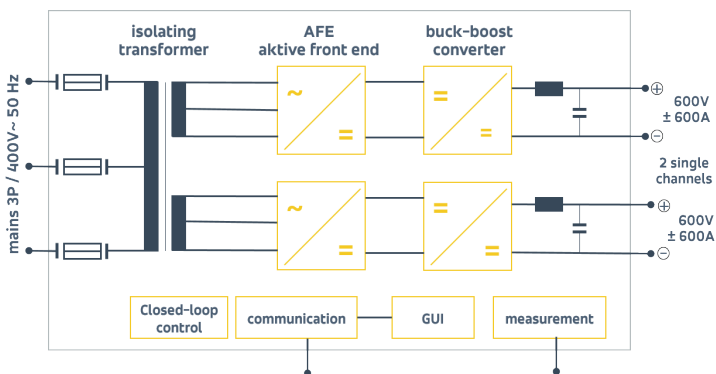 isolating
transformer
AFE
aktive front end
buck-boost
converter
mains 3P / 400V~ 50 Hz
~
=
=
=
+
−
600V
± 600A
2 single
channels
~
=
=
=
+
−
600V
± 600A
Closed-loop
control
communication
GUI
measurement